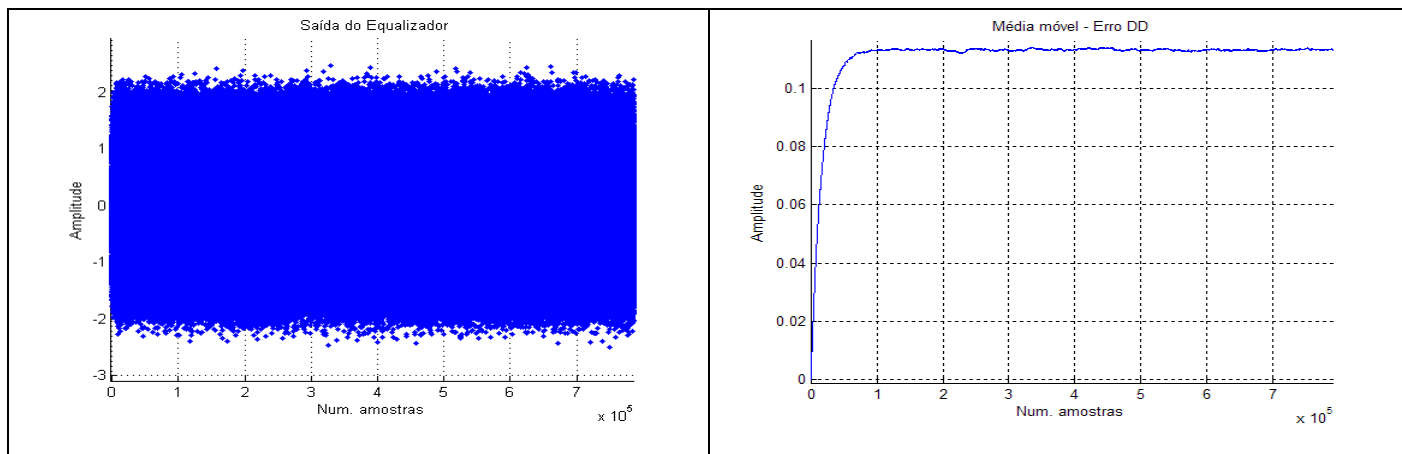 Saída do Equalizador
Amplitude
2
1
0
-1
-2
-3
0 1 2 3 4 5 6 7
Num. amostras
x 10^5
Média móvel - Erro DD
Amplitude
0.1
0.08
0.06
0.04
0.02
0
0 1 2 3 4 5 6 7
Num. amostras
x 10^5